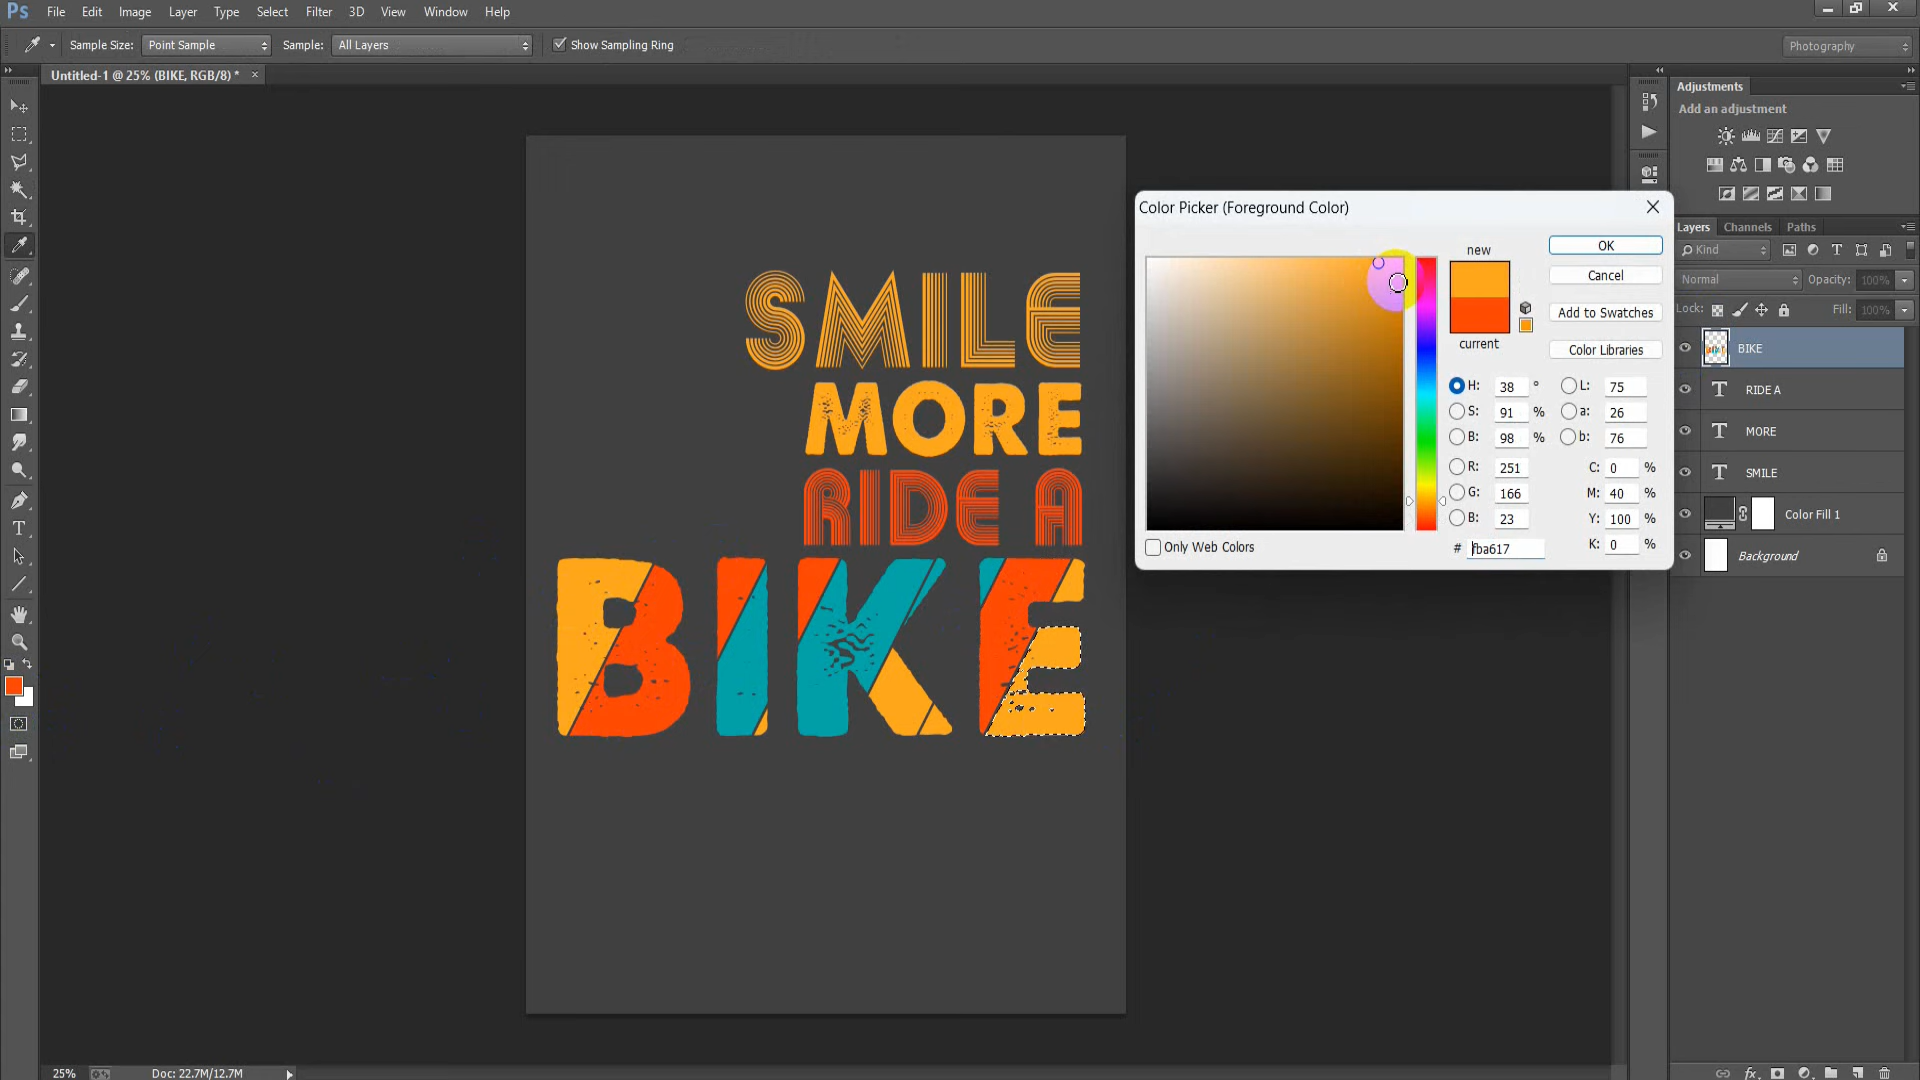 Ps File Edit Image Layer Type Select Filter 3D View Window Help
Sample Size: Point Sample Sample: All Layers Show Sampling Ring Photography
Untitled-1 @ 25% (BIKE, RGB/8) * ×
SMILE
MORE
RIDE A
BIKE
Color Picker (Foreground Color)
new
current
OK
Cancel
Add to Swatches
Color Libraries
H: 38 ° L: 75
S: 91 % a: 26
B: 98 % b: 76
R: 251 C: 0 %
G: 166 M: 40 %
B: 23 Y: 100 %
# fba617 K: 0 %
Only Web Colors
Adjustments
Add an adjustment
Layers Channels Paths
Kind
Normal Opacity: 100%
Lock: Fill: 100%
BIKE
T RIDE A
T MORE
T SMILE
Color Fill 1
Background
fx
25% Doc: 22.7M/12.7M